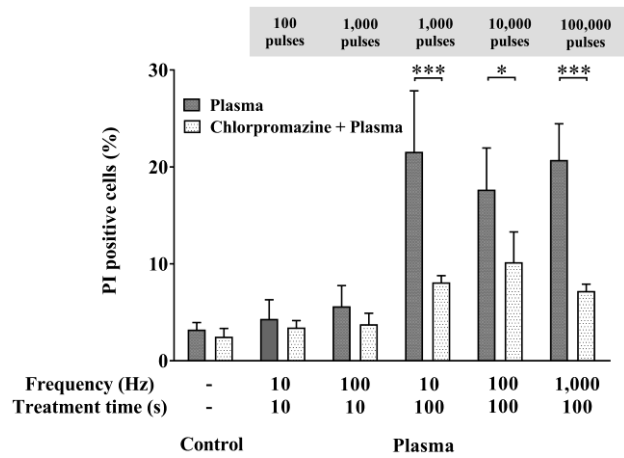 100 1,000 1,000 10,000 100,000
pulses pulses pulses pulses pulses
30
*** * ***
Plasma
Chlorpromazine + Plasma
20
10
0
PI positive cells (%)
Frequency (Hz) - 10 100 10 100 1,000
Treatment time (s) - 10 10 100 100 100
Control Plasma